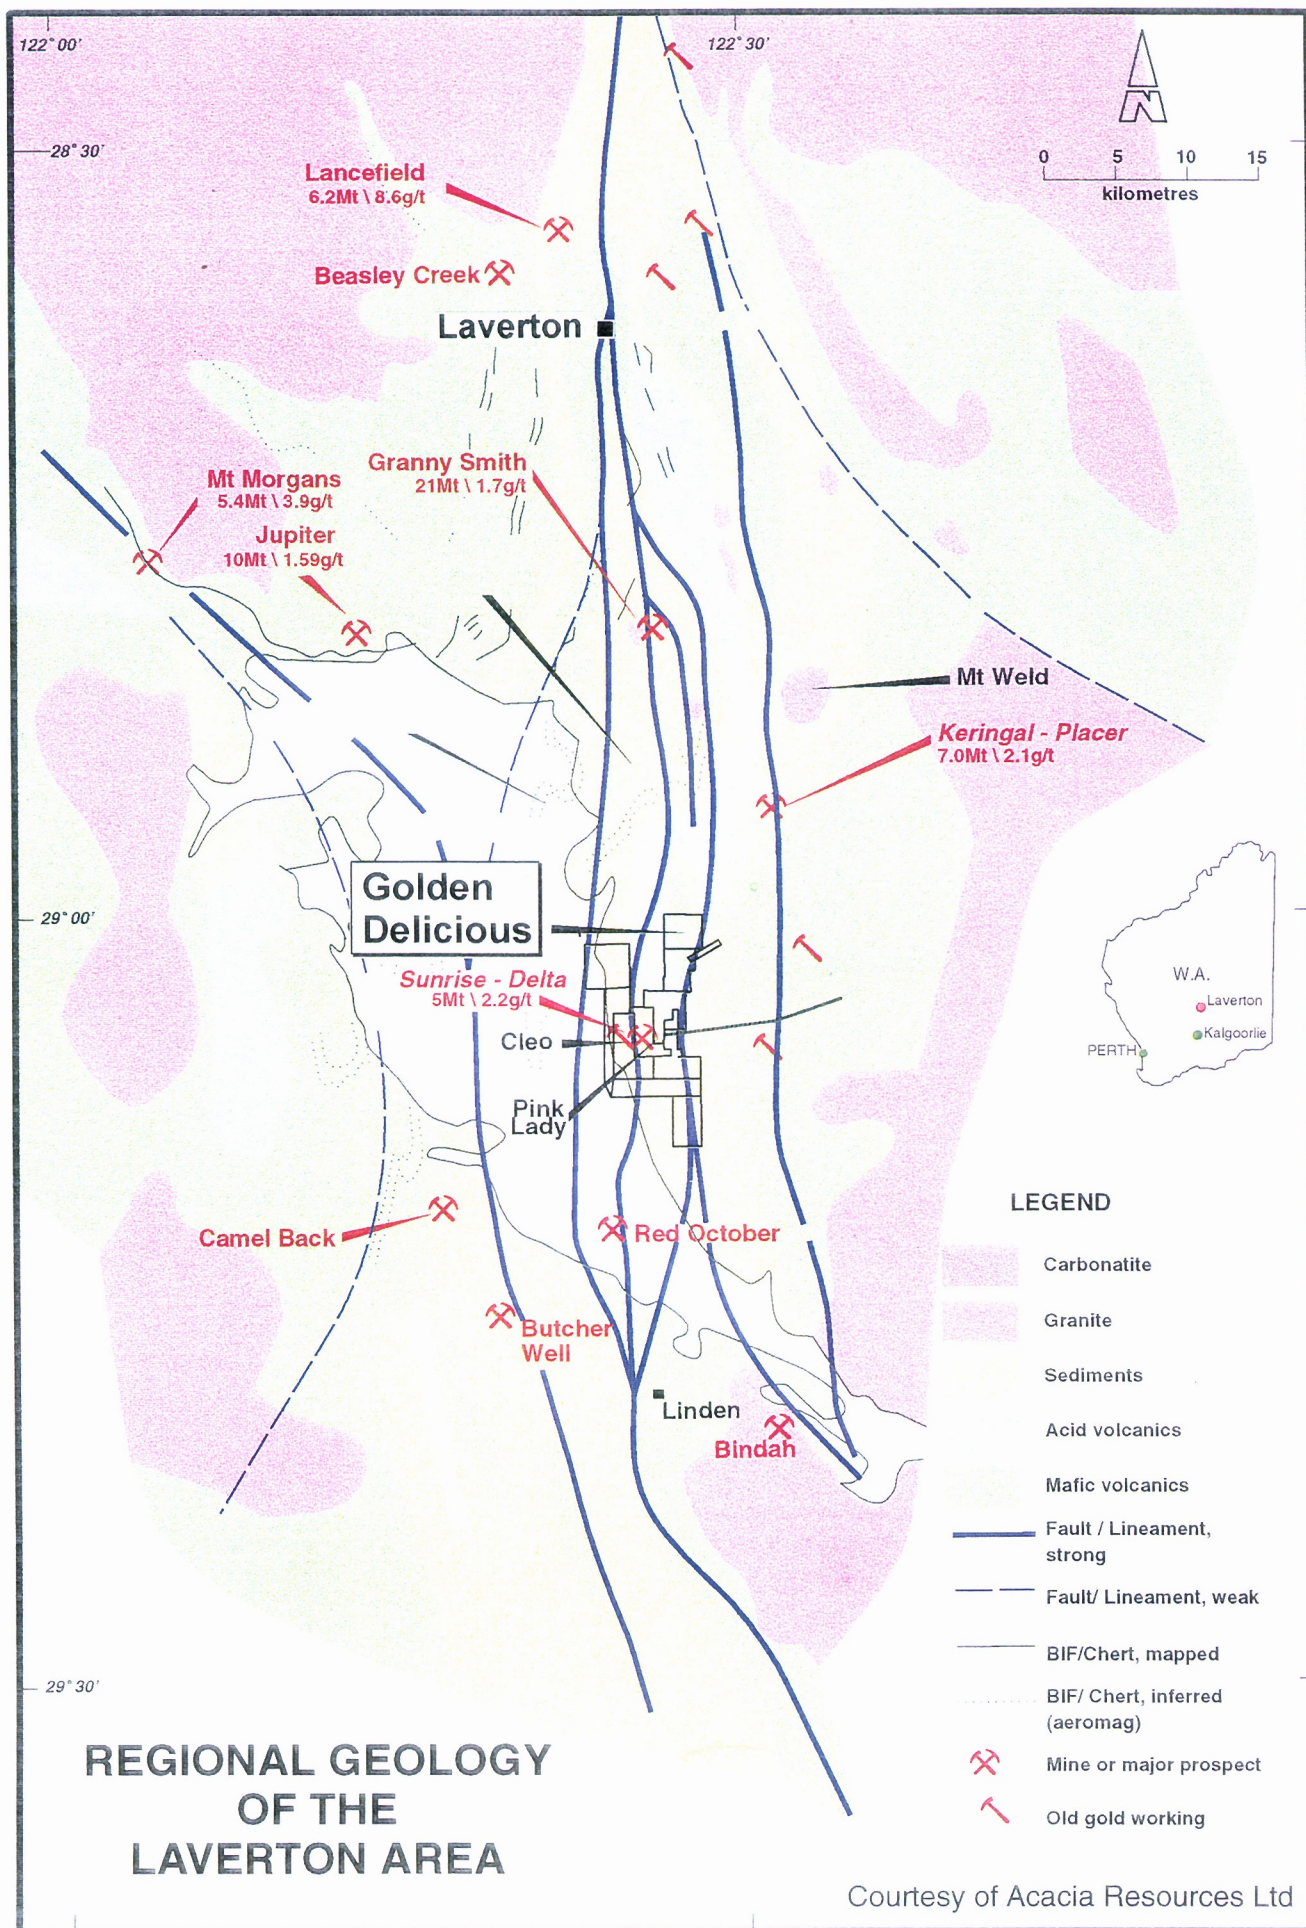 122° 00'
122° 30'
28° 30'
N
0 5 10 15
kilometres
Lancefield
6.2Mt \ 8.6g/t
Beasley Creek
Laverton
Granny Smith
21Mt \ 1.7g/t
Mt Morgans
5.4Mt \ 3.9g/t
Jupiter
10Mt \ 1.59g/t
Mt Weld
Keringal - Placer
7.0Mt \ 2.1g/t
Golden
Delicious
29° 00'
Sunrise - Delta
5Mt \ 2.2g/t
Cleo
Pink
Lady
W.A.
Laverton
Kalgoorlie
PERTH
Camel Back
Red October
Butcher
Well
Linden
Bindah
LEGEND
Carbonatite
Granite
Sediments
Acid volcanics
Mafic volcanics
Fault / Lineament,
strong
Fault/ Lineament, weak
BIF/Chert, mapped
BIF/ Chert, inferred
(aeromag)
Mine or major prospect
Old gold working
29° 30'
REGIONAL GEOLOGY
OF THE
LAVERTON AREA
Courtesy of Acacia Resources Ltd